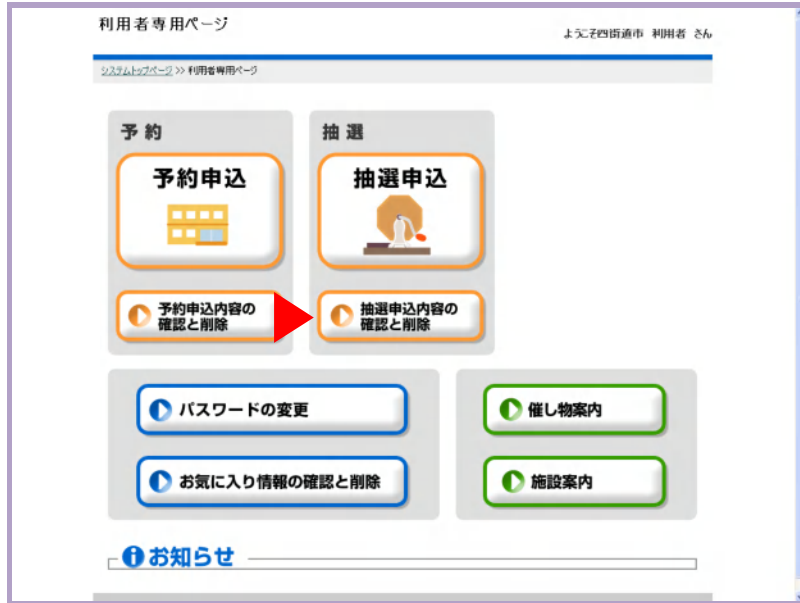 利用者専用ページ
ようこそ四街道市 利用者 さん
システムトップページ >> 利用者専用ページ
予約
抽選
予約申込
抽選申込
予約申込内容の
確認と削除
抽選申込内容の
確認と削除
パスワードの変更
催し物案内
お気に入り情報の確認と削除
施設案内
お知らせ